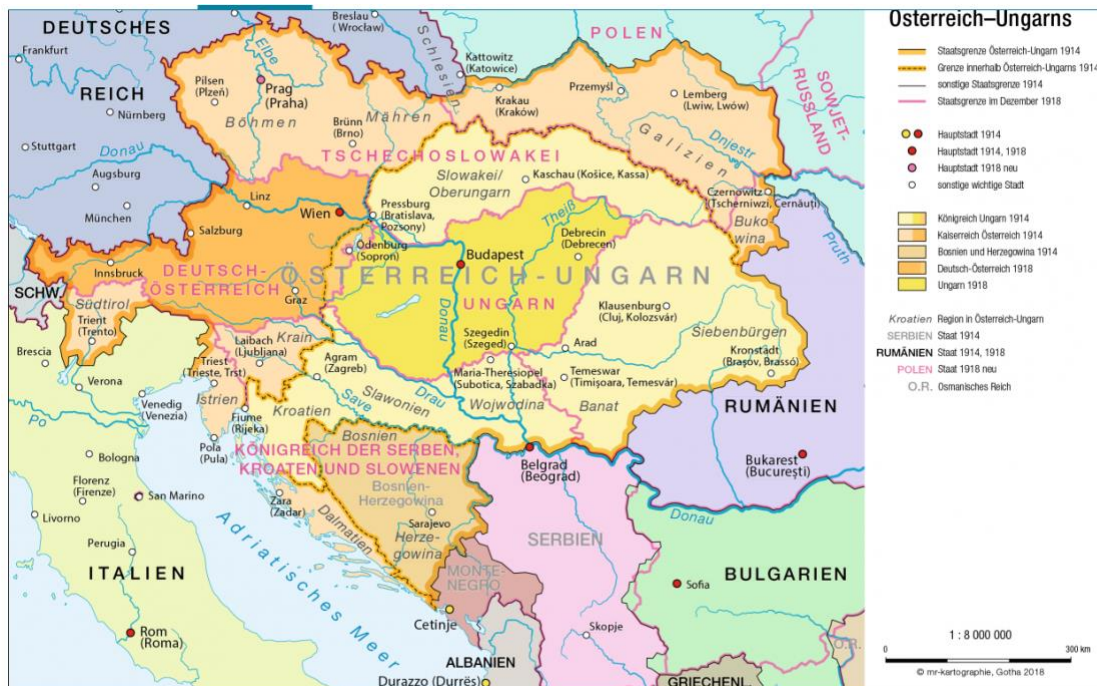 DEUTSCHES
REICH
Frankfurt
Nürnberg
Stuttgart
Donau
Augsburg
München
Breslau
(Wrocław)
Schlesien
Kattowitz
(Katowice)
POLEN
SOWJET-
RUSSLAND
Elbe
Pilsen
(Plzeň)
Prag
(Praha)
Böhmen
Brünn
(Brno)
Mähren
Krakau
(Kraków)
Przemyśl
Lemberg
(Lwiw, Lwów)
Galizien
Dnjestr
TSCHECHOSLOWAKEI
Slowakei/
Oberungarn
Kaschau (Košice, Kassa)
Czernowitz
(Tscherniwzi, Cernăuți)
Buko-
wina
Pruth
Linz
Wien
Salzburg
Pressburg
(Bratislava,
Pozsony)
Ödenburg
(Sopron)
Theiß
Debrecin
(Debrecen)
Budapest
Innsbruck
SCHW.
DEUTSCH-
ÖSTERREICH
ÖSTERREICH-UNGARN
Graz
UNGARN
Donau
Südtirol
Trient
(Trento)
Krain
Laibach
(Ljubljana)
Klausenburg
(Cluj, Kolozsvár)
Siebenbürgen
Kronstadt
(Brașov, Brassó)
Szegedin
(Szeged)
Arad
Maria-Theresiopel
(Subotica, Szabadka)
Temeswar
(Timișoara, Temesvár)
Brescia
Verona
Venedig
(Venezia)
Triest
(Trieste, Trst)
Istrien
Agram
(Zagreb)
Drau
Save
Slawonien
Wojwodina
Banat
RUMÄNIEN
Po
Fiume
(Rijeka)
Kroatien
Pola
(Pula)
Bosnien
KÖNIGREICH DER SERBEN,
KROATEN UND SLOWENEN
Belgrad
(Beograd)
Bukarest
(București)
Bologna
Florenz
(Firenze)
San Marino
Livorno
Zara
(Zadar)
Bosnien-
Herzegowina
Dalmatien
Sarajevo
Herze-
gowina
Donau
Perugia
Adriatisches Meer
SERBIEN
ITALIEN
MONTE-
NEGRO
BULGARIEN
Sofia
Rom
(Roma)
Cetinje
Skopje
ALBANIEN
Durazzo (Durrës)
GRIECHENL.
O.R.
Österreich–Ungarns
Staatsgrenze Österreich-Ungarn 1914
Grenze innerhalb Österreich-Ungarns 1914
sonstige Staatsgrenze 1914
Staatsgrenze im Dezember 1918
Hauptstadt 1914
Hauptstadt 1914, 1918
Hauptstadt 1918 neu
sonstige wichtige Stadt
Königreich Ungarn 1914
Kaiserreich Österreich 1914
Bosnien und Herzegowina 1914
Deutsch-Österreich 1918
Ungarn 1918
Kroatien Region in Österreich-Ungarn
SERBIEN Staat 1914
RUMÄNIEN Staat 1914, 1918
POLEN Staat 1918 neu
O.R. Osmanisches Reich
1 : 8 000 000
0 300 km
© mr-kartographie, Gotha 2018